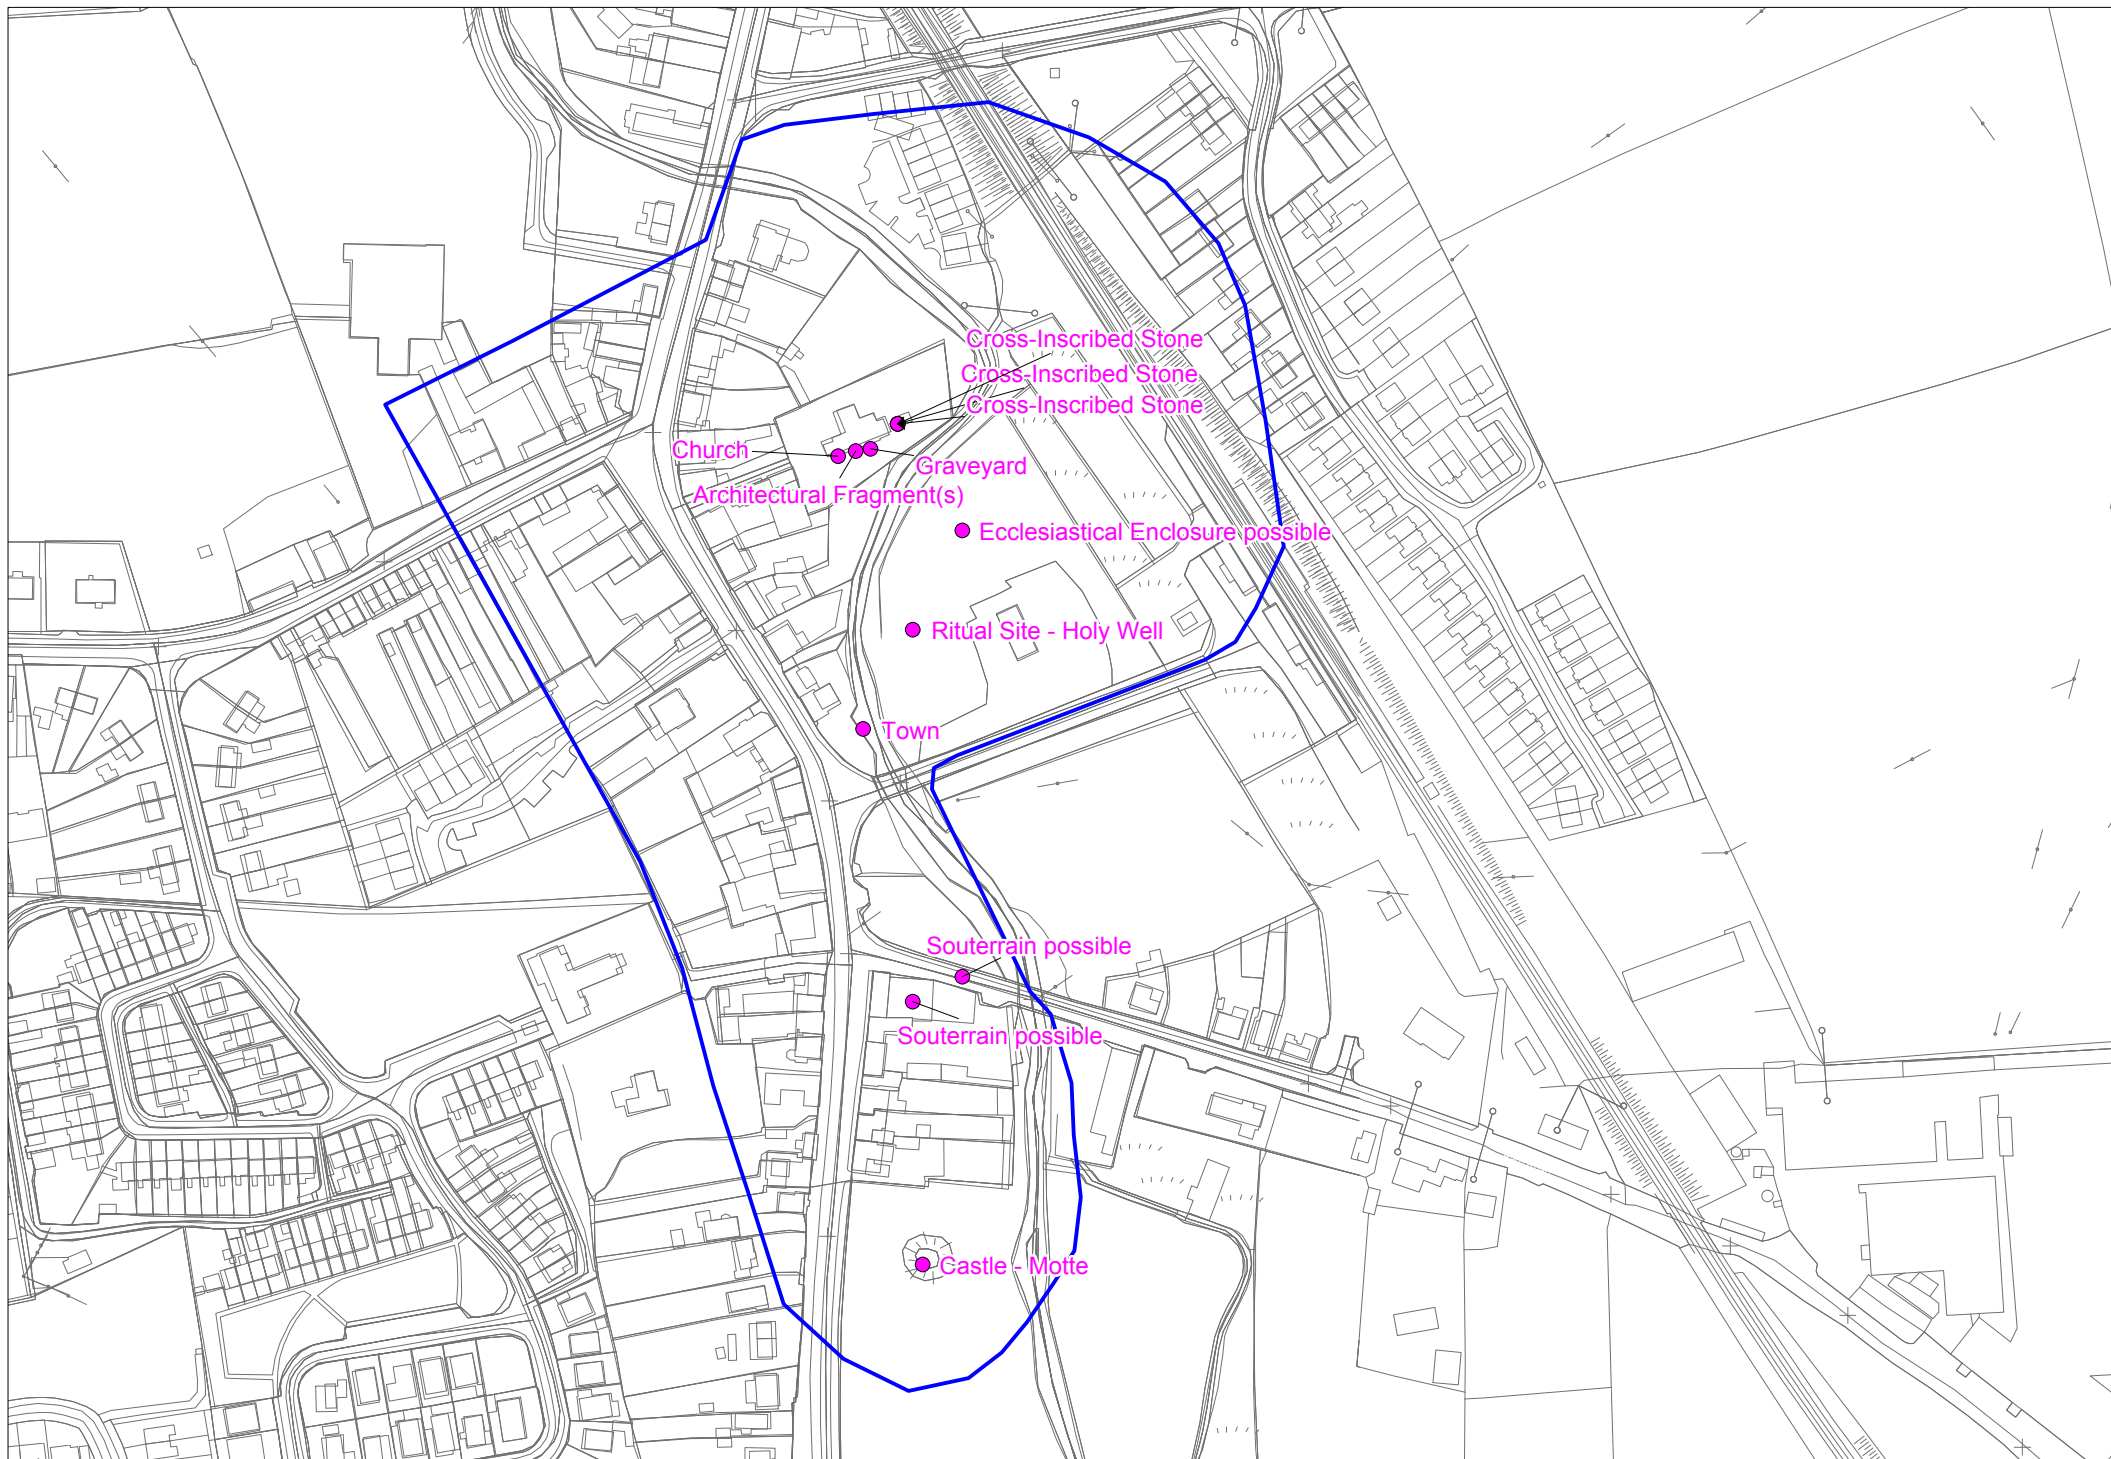 Cross-Inscribed Stone
Cross-Inscribed Stone
Cross-Inscribed Stone
Church
Graveyard
Architectural Fragment(s)
Ecclesiastical Enclosure possible
Ritual Site - Holy Well
Town
Souterrain possible
Souterrain possible
Castle - Motte